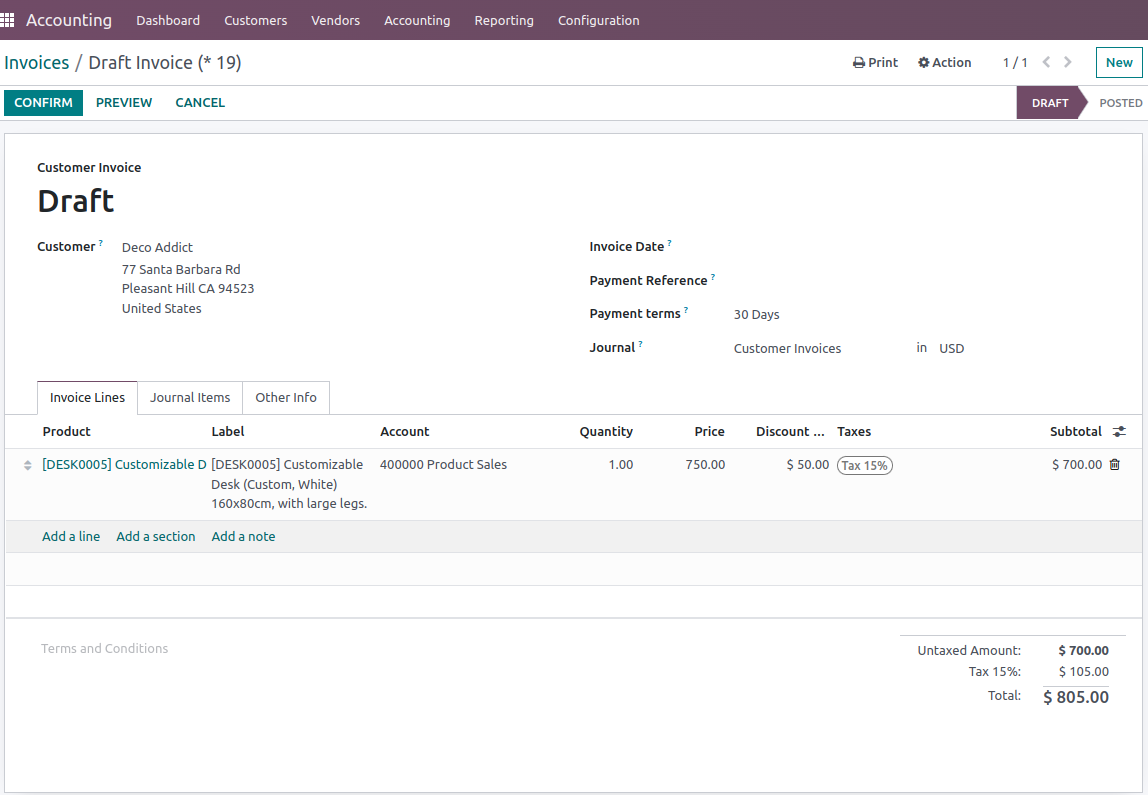 Accounting Dashboard Customers Vendors Accounting Reporting Configuration
Invoices / Draft Invoice (* 19) Print Action 1 / 1 New
CONFIRM PREVIEW CANCEL DRAFT POSTED
Customer Invoice
Draft
Customer ? Deco Addict
77 Santa Barbara Rd
Pleasant Hill CA 94523
United States
Invoice Date ?
Payment Reference ?
Payment terms ? 30 Days
Journal ? Customer Invoices in USD
Invoice Lines Journal Items Other Info
Product Label Account Quantity Price Discount ... Taxes Subtotal
[DESK0005] Customizable D [DESK0005] Customizable 400000 Product Sales 1.00 750.00 $ 50.00 Tax 15% $ 700.00
Desk (Custom, White)
160x80cm, with large legs.
Add a line Add a section Add a note
Terms and Conditions
Untaxed Amount: $ 700.00
Tax 15%: $ 105.00
Total: $ 805.00